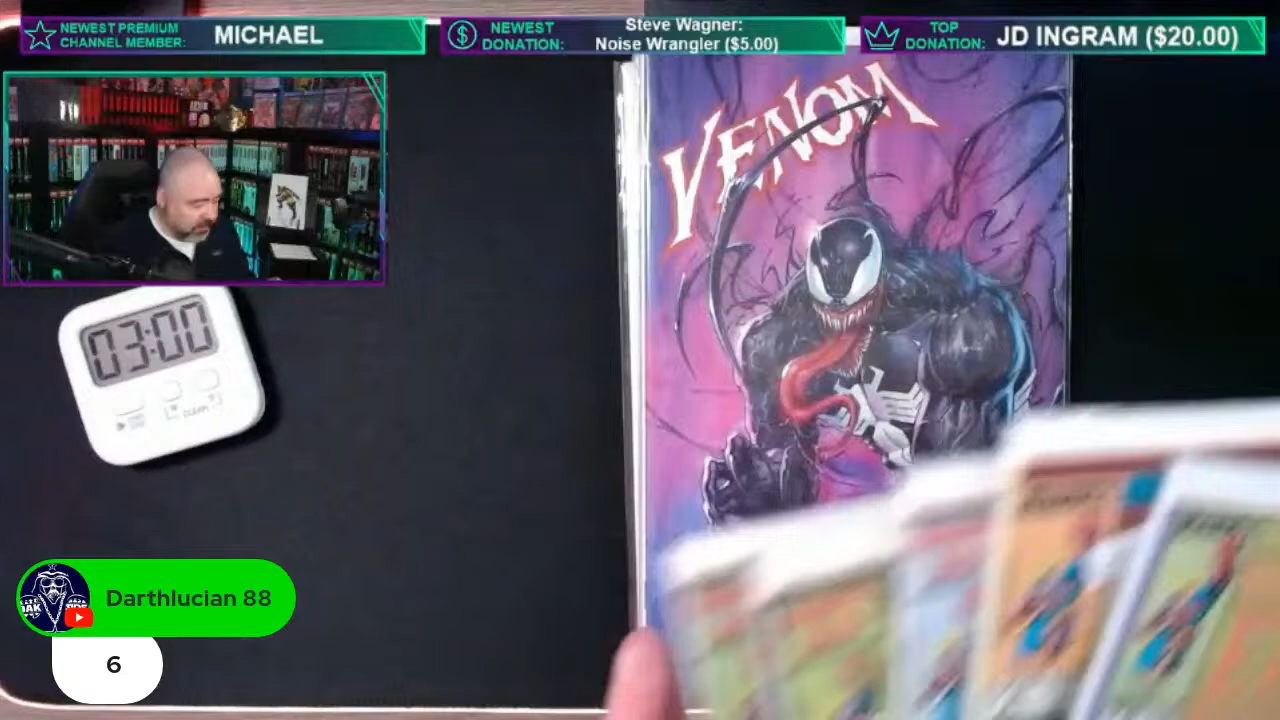 NEWEST PREMIUM
CHANNEL MEMBER:
MICHAEL
NEWEST
DONATION:
Steve Wagner:
Noise Wrangler ($5.00)
TOP
DONATION:
JD INGRAM ($20.00)
VENOM
03:00
CLEAR
Darthlucian 88
6